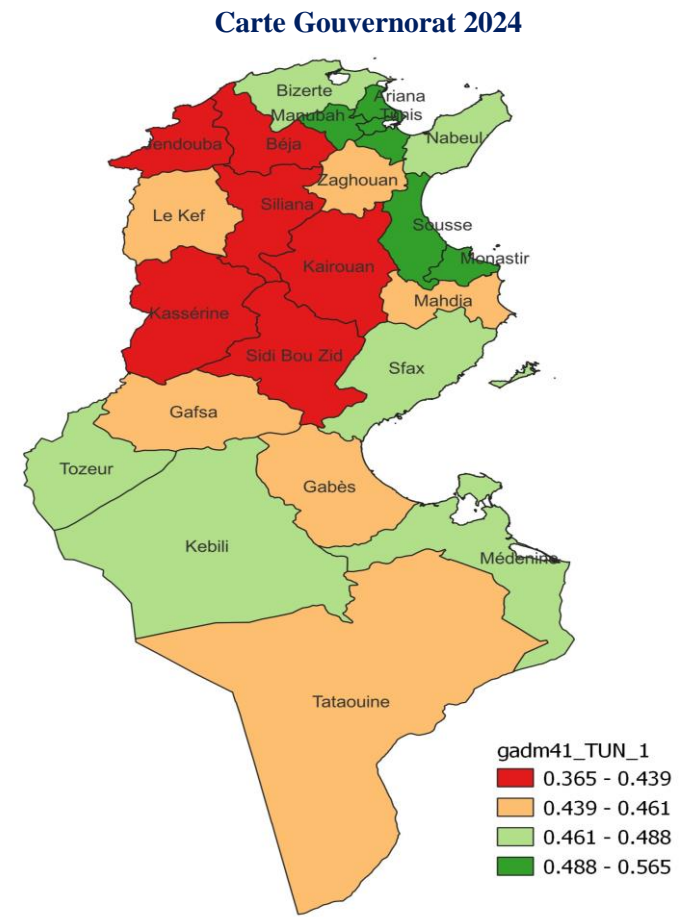 Carte Gouvernorat 2024
Bizerte
Ariana
Manubah
Tunis
Nabeul
Jendouba
Béja
Zaghouan
Siliana
Le Kef
Sousse
Monastir
Kairouan
Mahdia
Kassérine
Sidi Bou Zid
Sfax
Gafsa
Tozeur
Gabès
Kebili
Médenine
Tataouine
gadm41_TUN_1
0.365 - 0.439
0.439 - 0.461
0.461 - 0.488
0.488 - 0.565